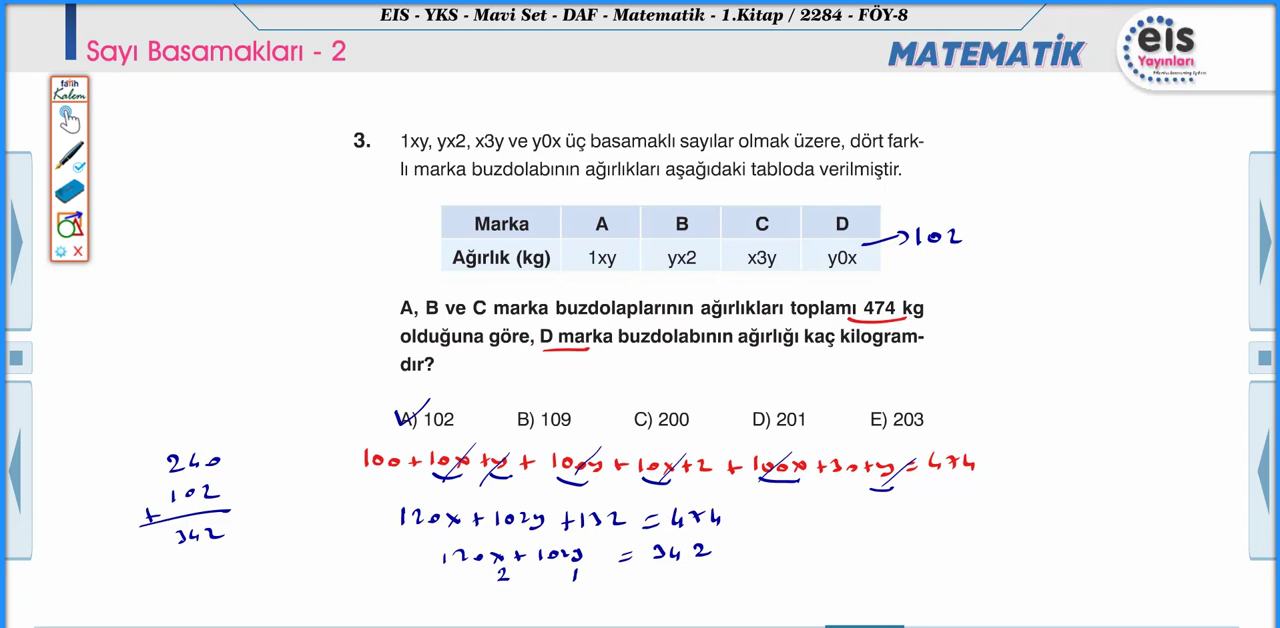 EIS - YKS - Mavi Set - DAF - Matematik - 1.Kitap / 2284 - FÖY-8
Sayı Basamakları - 2
MATEMATİK
eis
Yayınları
fatih
Kalem
3. 1xy, yx2, x3y ve y0x üç basamaklı sayılar olmak üzere, dört fark-
lı marka buzdolabının ağırlıkları aşağıdaki tabloda verilmiştir.
Marka A B C D
Ağırlık (kg) 1xy yx2 x3y y0x
102
A, B ve C marka buzdolaplarının ağırlıkları toplamı 474 kg
olduğuna göre, D marka buzdolabının ağırlığı kaç kilogram-
dır?
A) 102 B) 109 C) 200 D) 201 E) 203
100 + 10x + y + 100y + 10x + 2 + 100x + 30 + y = 474
120x + 102y + 132 = 474
120x + 102y = 342
2 1
240
102
+
342